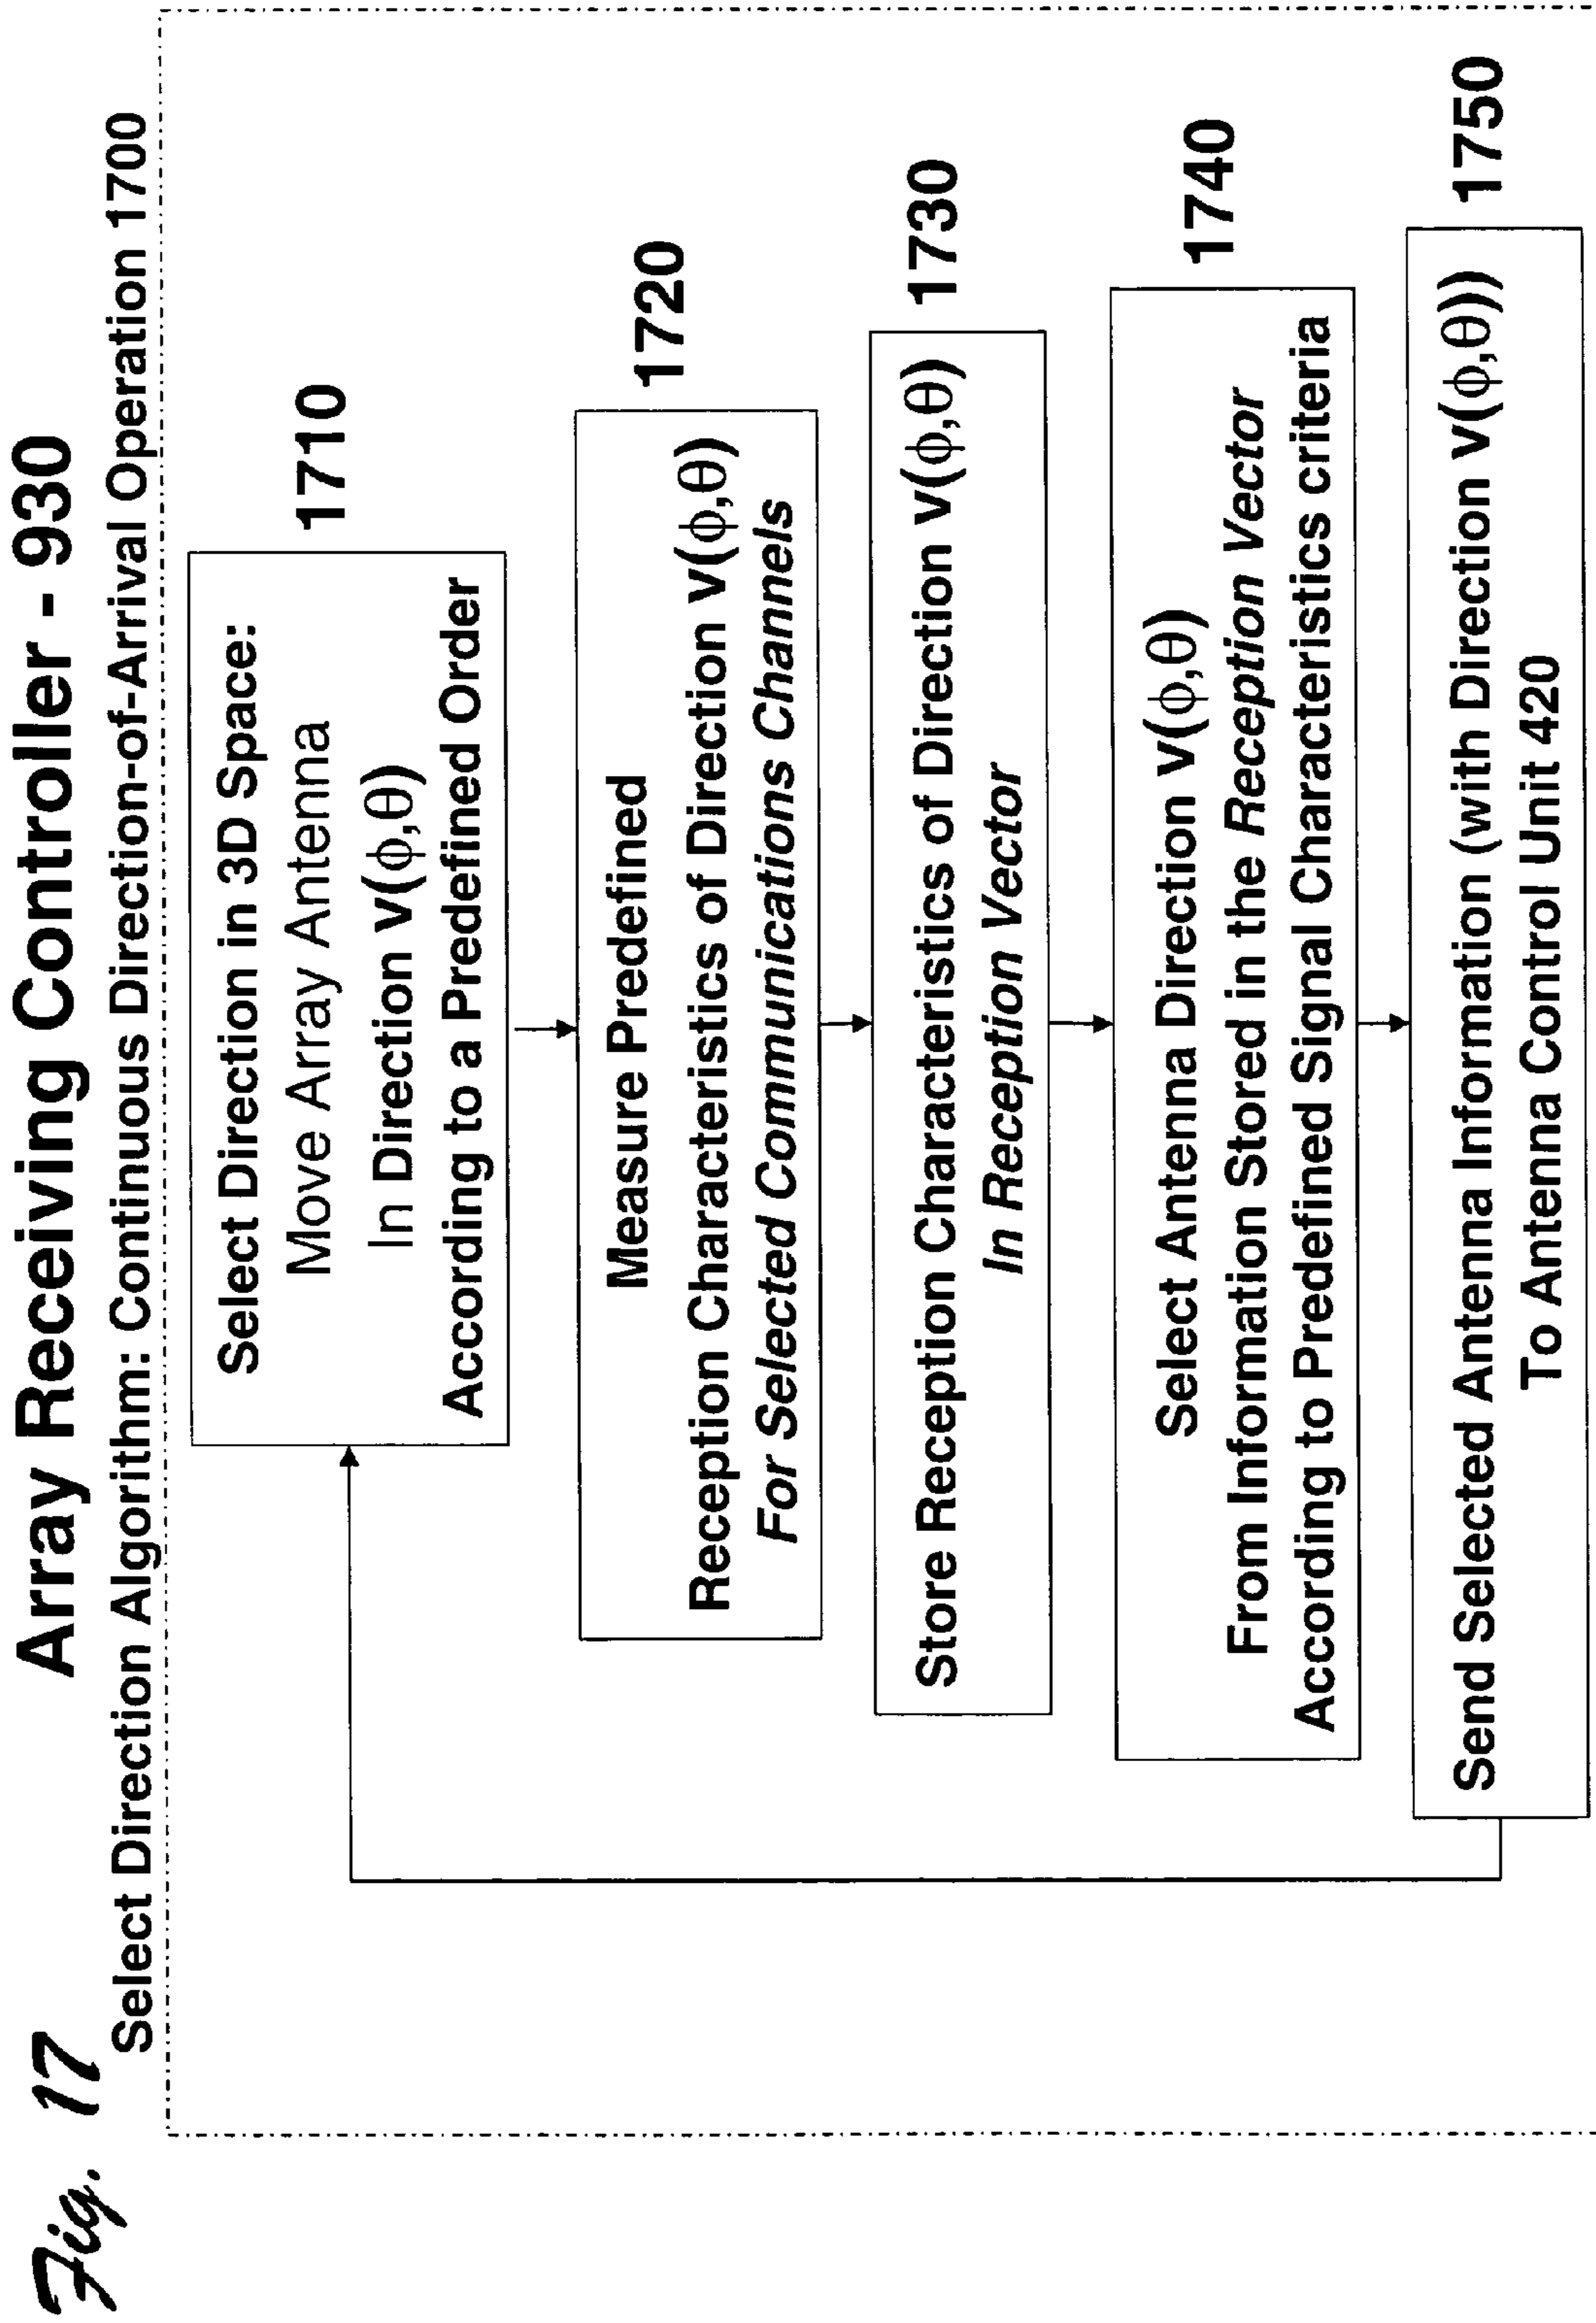 Fig. 17
Array Receiving Controller - 930
Select Direction Algorithm: Continuous Direction-of-Arrival Operation 1700
Select Direction in 3D Space:
Move Array Antenna
In Direction v(ϕ,θ)
According to a Predefined Order
1710
Measure Predefined
Reception Characteristics of Direction v(ϕ,θ)
For Selected Communications Channels
1720
Store Reception Characteristics of Direction v(ϕ,θ)
In Reception Vector
1730
Select Antenna Direction v(ϕ,θ)
From Information Stored in the Reception Vector
According to Predefined Signal Characteristics criteria
1740
Send Selected Antenna Information (with Direction v(ϕ,θ))
To Antenna Control Unit 420
1750